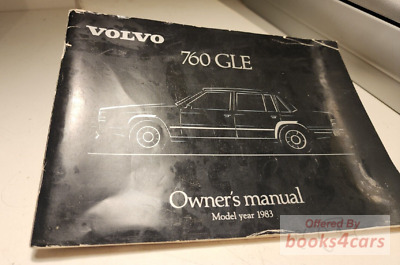 VOLVO
760 GLE
Owner's manual
Model year 1983
Offered By
books4cars